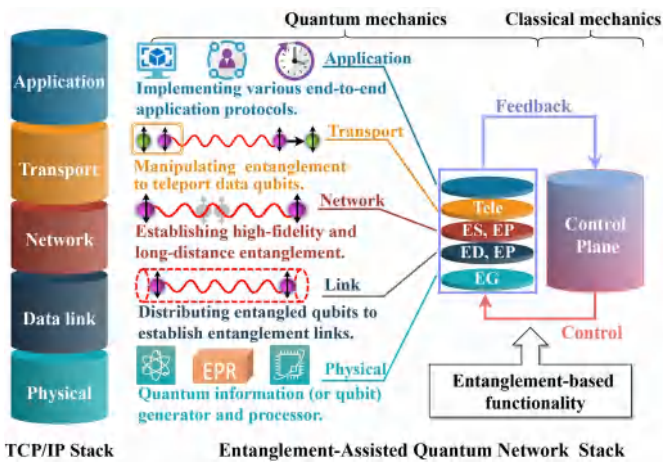 Quantum mechanics
Classical mechanics
Application
Transport
Network
Data link
Physical
TCP/IP Stack
Application
Implementing various end-to-end
application protocols.
Transport
Manipulating entanglement
to teleport data qubits.
Network
Establishing high-fidelity and
long-distance entanglement.
Link
Distributing entangled qubits to
establish entanglement links.
EPR
Physical
Quantum information (or qubit)
generator and processor.
Tele
ES, EP
ED, EP
EG
Feedback
Control
Plane
Control
Entanglement-based
functionality
Entanglement-Assisted Quantum Network Stack